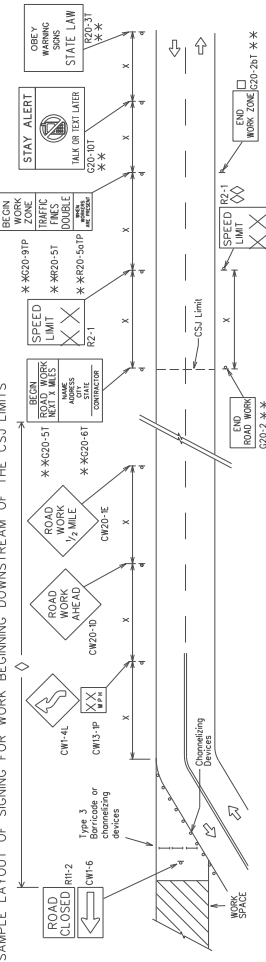 SAMPLE LAYOUT OF SIGNING FOR WORK BEGINNING DOWNSTREAM OF THE CSJ LIMITS
ROAD
CLOSED
R11-2
CW1-6
Type 3
Barricade or
channelizing
devices
CW1-4L
XX
MPH
CW13-1P
ROAD
WORK
AHEAD
CW20-1D
ROAD
WORK
1/2 MILE
CW20-1E
BEGIN
ROAD WORK
NEXT X MILES
NAME
ADDRESS
CITY
STATE
CONTRACTOR
* * G20-5T
* * G20-6T
SPEED
LIMIT
X X
R2-1
BEGIN
WORK
ZONE
TRAFFIC
FINES
DOUBLE
WHEN
WORKERS
ARE PRESENT
* * G20-9TP
* * R20-5T
* * R20-5aTP
STAY ALERT
TALK OR TEXT LATER
G20-10T
* *
OBEY
WARNING
SIGNS
STATE LAW
R20-3T
* *
X
X
X
X
X
X
X
WORK
SPACE
Channelizing
Devices
CSJ Limit
END
ROAD WORK
G20-2 * *
X
SPEED
LIMIT
X X
R2-1
END
WORK ZONE
G20-2bT * *